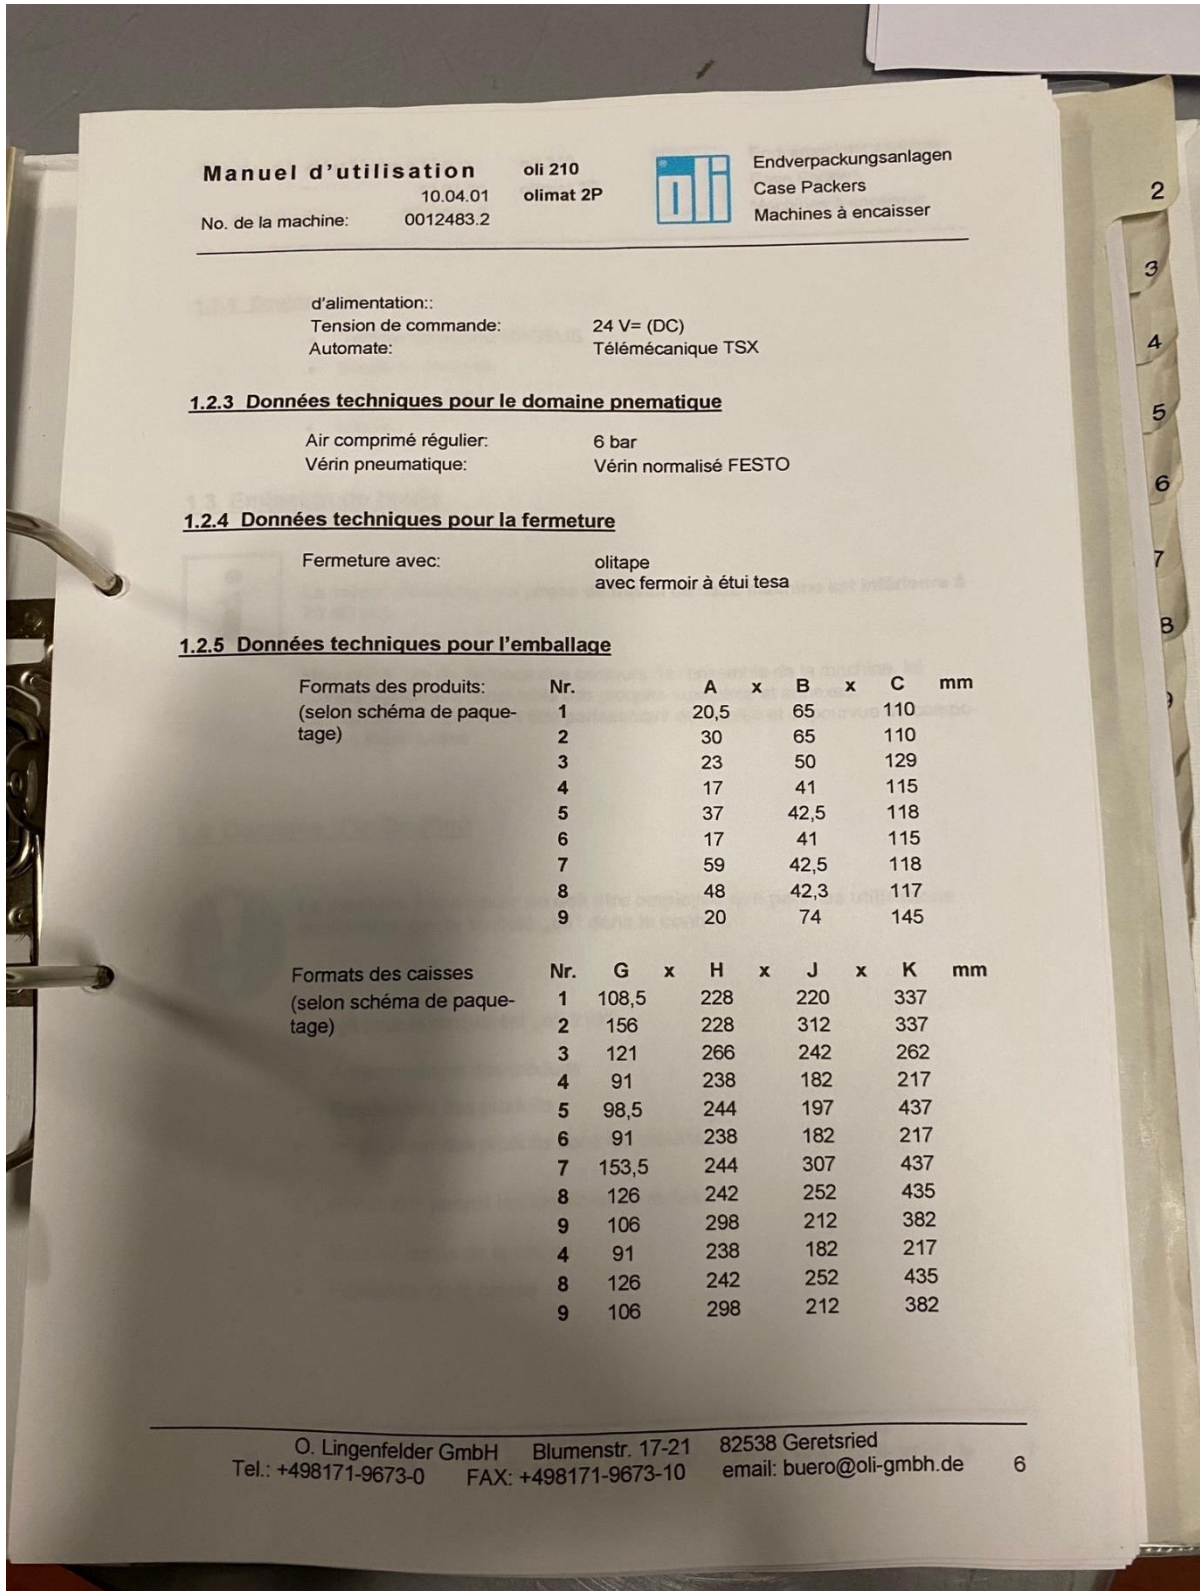 Manuel d'utilisation oli 210
10.04.01 olimat 2P
No. de la machine: 0012483.2
oli
Endverpackungsanlagen
Case Packers
Machines à encaisser
d'alimentation::
Tension de commande: 24 V= (DC)
Automate: Télémécanique TSX
1.2.3 Données techniques pour le domaine pnematique
Air comprimé régulier: 6 bar
Vérin pneumatique: Vérin normalisé FESTO
1.2.4 Données techniques pour la fermeture
Fermeture avec: olitape
avec fermoir à étui tesa
1.2.5 Données techniques pour l'emballage
Formats des produits: Nr. A x B x C mm
(selon schéma de paque- 1 20,5 65 110
tage) 2 30 65 110
3 23 50 129
4 17 41 115
5 37 42,5 118
6 17 41 115
7 59 42,5 118
8 48 42,3 117
9 20 74 145
Formats des caisses Nr. G x H x J x K mm
(selon schéma de paque- 1 108,5 228 220 337
tage) 2 156 228 312 337
3 121 266 242 262
4 91 238 182 217
5 98,5 244 197 437
6 91 238 182 217
7 153,5 244 307 437
8 126 242 252 435
9 106 298 212 382
4 91 238 182 217
8 126 242 252 435
9 106 298 212 382
O. Lingenfelder GmbH Blumenstr. 17-21 82538 Geretsried
Tel.: +498171-9673-0 FAX: +498171-9673-10 email: buero@oli-gmbh.de 6
2
3
4
5
6
7
8